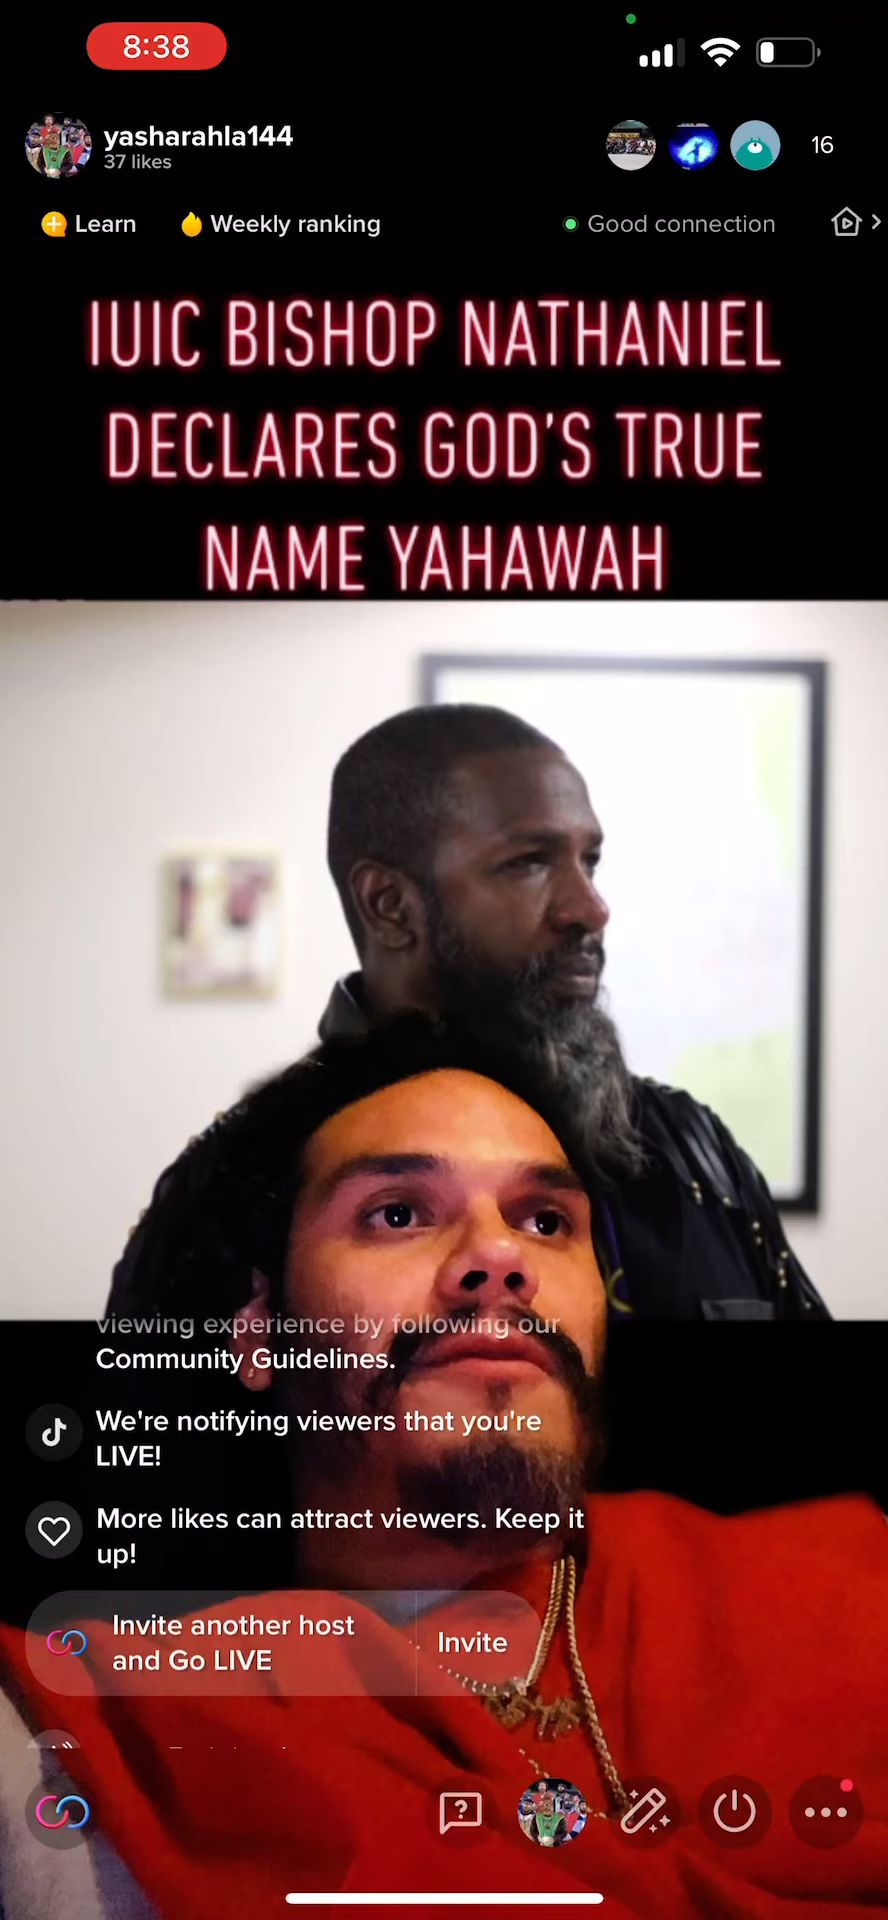 8:38
yasharahla144
37 likes
16
Learn
Weekly ranking
Good connection
IUIC BISHOP NATHANIEL
DECLARES GOD'S TRUE
NAME YAHAWAH
viewing experience by following our
Community Guidelines.
We're notifying viewers that you're
LIVE!
More likes can attract viewers. Keep it
up!
Invite another host
and Go LIVE
Invite